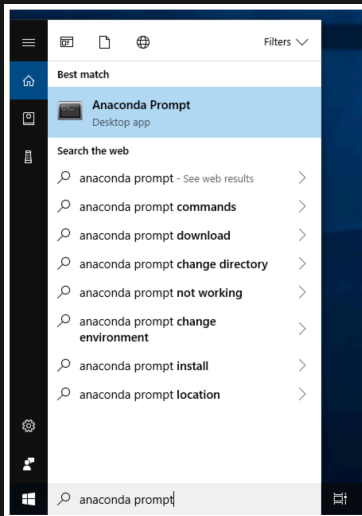 Filters
Best match
Anaconda Prompt
Desktop app
Search the web
anaconda prompt - See web results
anaconda prompt commands
anaconda prompt download
anaconda prompt change directory
anaconda prompt not working
anaconda prompt change
environment
anaconda prompt install
anaconda prompt location
anaconda prompt